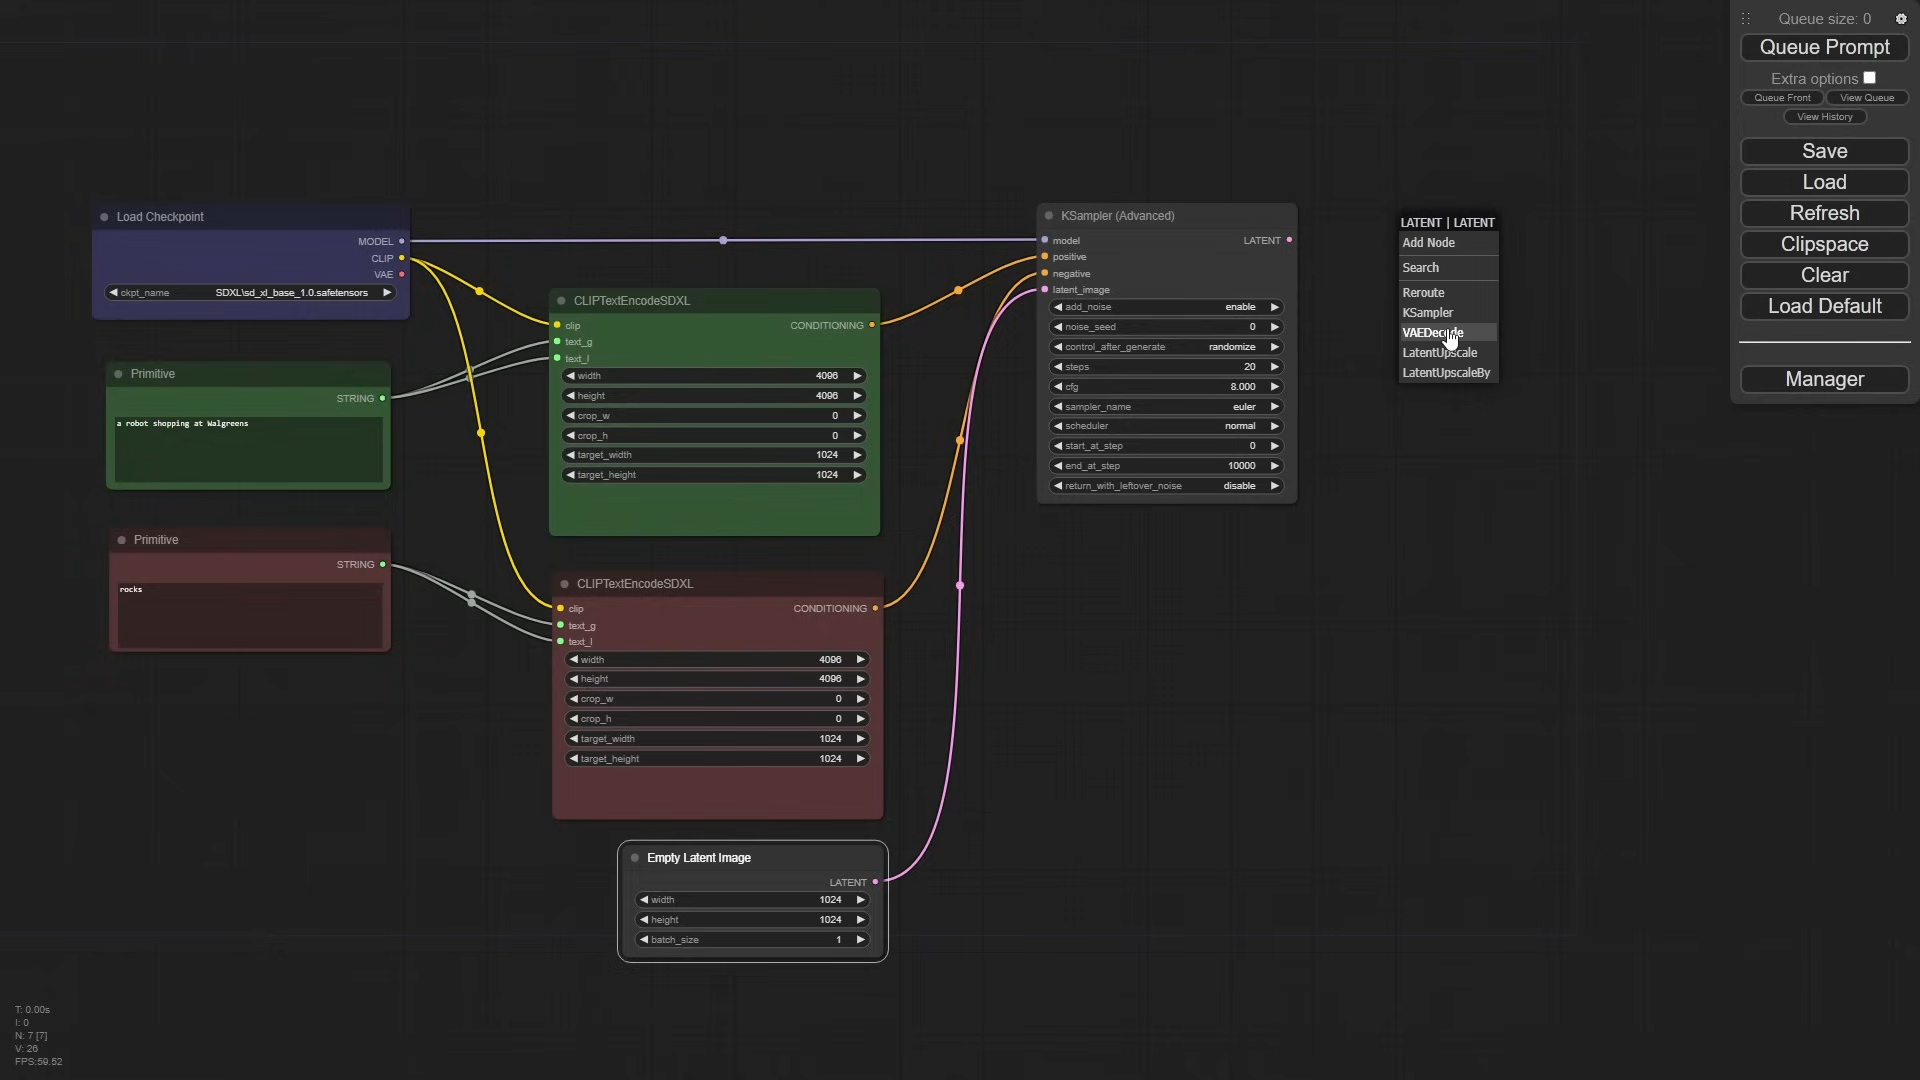 Queue size: 0
Queue Prompt
Extra options
Queue Front
View Queue
View History
Save
Load
Refresh
Clipspace
Clear
Load Default
Manager
Load Checkpoint
MODEL
CLIP
VAE
ckpt_name SDXL\sd_xl_base_1.0.safetensors
Primitive
STRING
a robot shopping at Walgreens
Primitive
STRING
rocks
CLIPTextEncodeSDXL
clip CONDITIONING
text_g
text_l
width 4096
height 4096
crop_w 0
crop_h 0
target_width 1024
target_height 1024
CLIPTextEncodeSDXL
clip CONDITIONING
text_g
text_l
width 4096
height 4096
crop_w 0
crop_h 0
target_width 1024
target_height 1024
Empty Latent Image
LATENT
width 1024
height 1024
batch_size 1
KSampler (Advanced)
model LATENT
positive
negative
latent_image
add_noise enable
noise_seed 0
control_after_generate randomize
steps 20
cfg 8.000
sampler_name euler
scheduler normal
start_at_step 0
end_at_step 10000
return_with_leftover_noise disable
LATENT | LATENT
Add Node
Search
Reroute
KSampler
VAEDecode
LatentUpscale
LatentUpscaleBy
T: 0.00s
I: 0
N: 7 [7]
V: 26
FPS:59.52